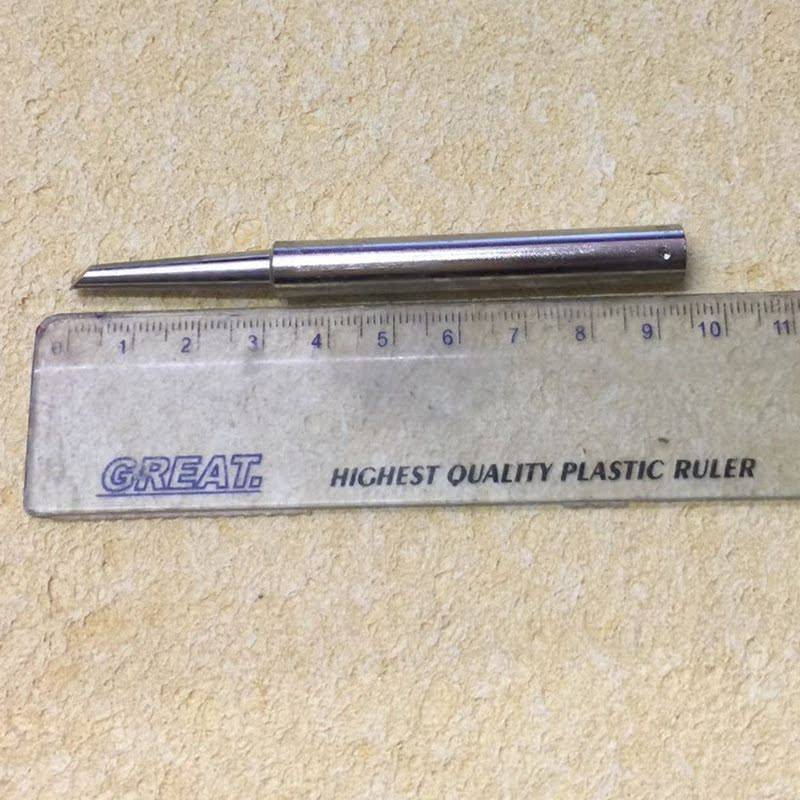 0 1 2 3 4 5 6 7 8 9 10 11
GREAT. HIGHEST QUALITY PLASTIC RULER